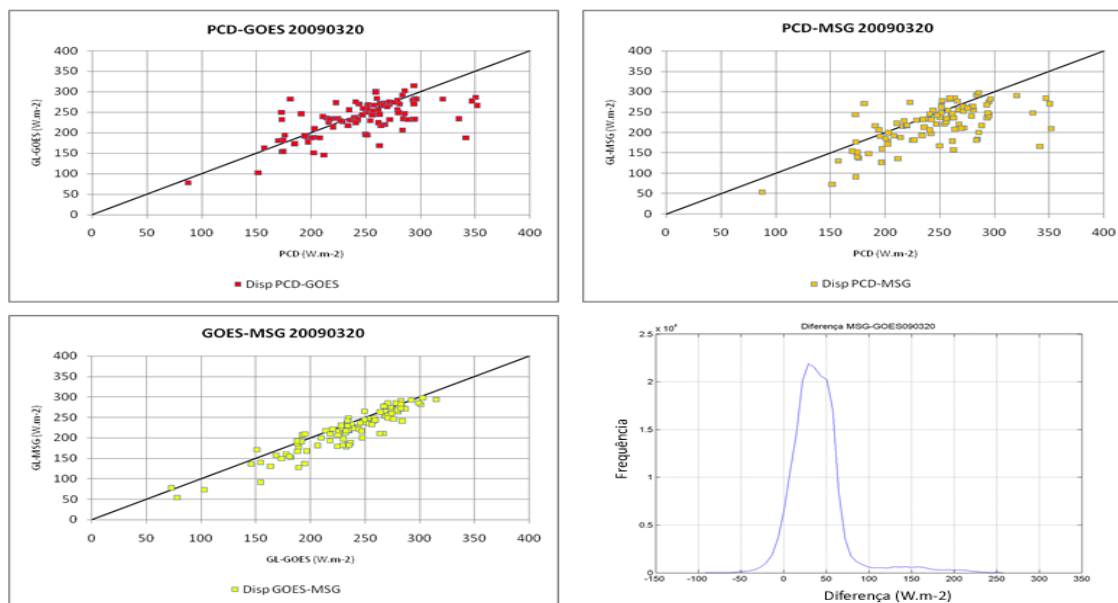 PCD-GOES 20090320
GL-GOES (W.m-2)
400
350
300
250
200
150
100
50
0
0 50 100 150 200 250 300 350 400
PCD (W.m-2)
Disp PCD-GOES
PCD-MSG 20090320
GL-MSG (W.m-2)
400
350
300
250
200
150
100
50
0
0 50 100 150 200 250 300 350 400
PCD (W.m-2)
Disp PCD-MSG
GOES-MSG 20090320
GL-MSG (W.m-2)
400
350
300
250
200
150
100
50
0
0 50 100 150 200 250 300 350 400
GL-GOES (W.m-2)
Disp GOES-MSG
Diferença MSG-GOES090320
Frequência
2.5 x 10⁴
2
1.5
1
0.5
0
-150 -100 -50 0 50 100 150 200 250 300 350
Diferença (W.m-2)